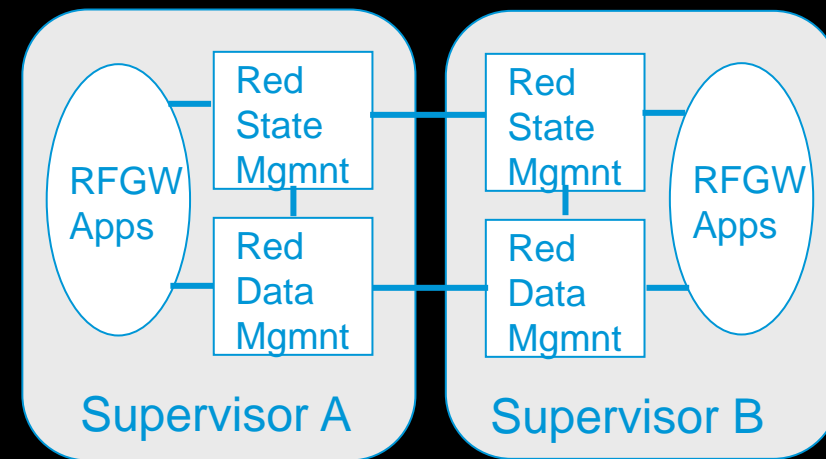 RFGW
Apps
Red
State
Mgmnt
Red
Data
Mgmnt
Supervisor A
Red
State
Mgmnt
Red
Data
Mgmnt
RFGW
Apps
Supervisor B